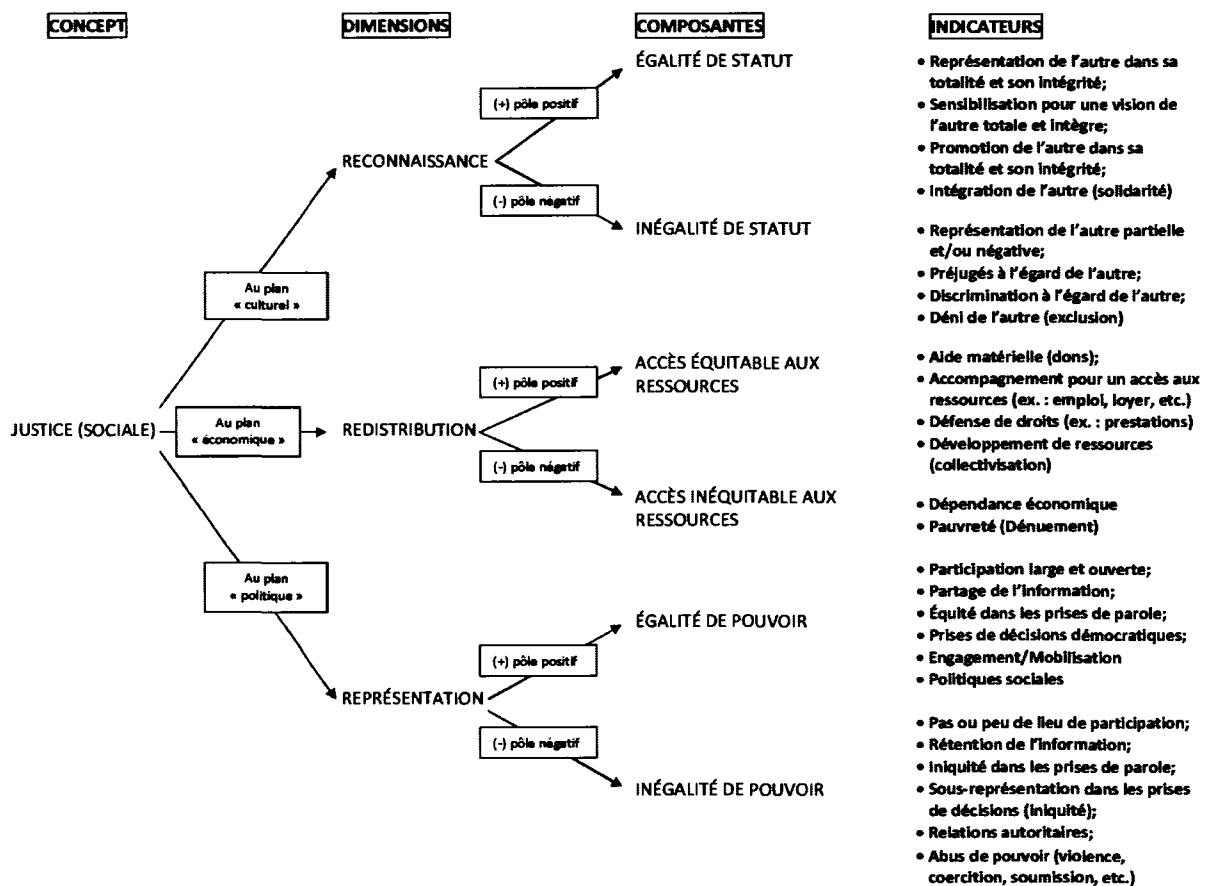 CONCEPT
DIMENSIONS
COMPOSANTES
INDICATEURS
JUSTICE (SOCIALE)
Au plan
« culturel »
RECONNAISSANCE
(+) pôle positif
ÉGALITÉ DE STATUT
• Représentation de l'autre dans sa
totalité et son intégrité;
• Sensibilisation pour une vision de
l'autre totale et intègre;
• Promotion de l'autre dans sa
totalité et son intégrité;
• Intégration de l'autre (solidarité)
(-) pôle négatif
INÉGALITÉ DE STATUT
• Représentation de l'autre partielle
et/ou négative;
• Préjugés à l'égard de l'autre;
• Discrimination à l'égard de l'autre;
• Déni de l'autre (exclusion)
Au plan
« économique »
REDISTRIBUTION
(+) pôle positif
ACCÈS ÉQUITABLE AUX
RESSOURCES
• Aide matérielle (dons);
• Accompagnement pour un accès aux
ressources (ex. : emploi, loyer, etc.)
• Défense de droits (ex. : prestations)
• Développement de ressources
(collectivisation)
(-) pôle négatif
ACCÈS INÉQUITABLE AUX
RESSOURCES
• Dépendance économique
• Pauvreté (Dénuement)
Au plan
« politique »
REPRÉSENTATION
(+) pôle positif
ÉGALITÉ DE POUVOIR
• Participation large et ouverte;
• Partage de l'information;
• Équité dans les prises de parole;
• Prises de décisions démocratiques;
• Engagement/Mobilisation
• Politiques sociales
(-) pôle négatif
INÉGALITÉ DE POUVOIR
• Pas ou peu de lieu de participation;
• Rétention de l'information;
• Iniquité dans les prises de parole;
• Sous-représentation dans les prises
de décisions (iniquité);
• Relations autoritaires;
• Abus de pouvoir (violence,
coercition, soumission, etc.)